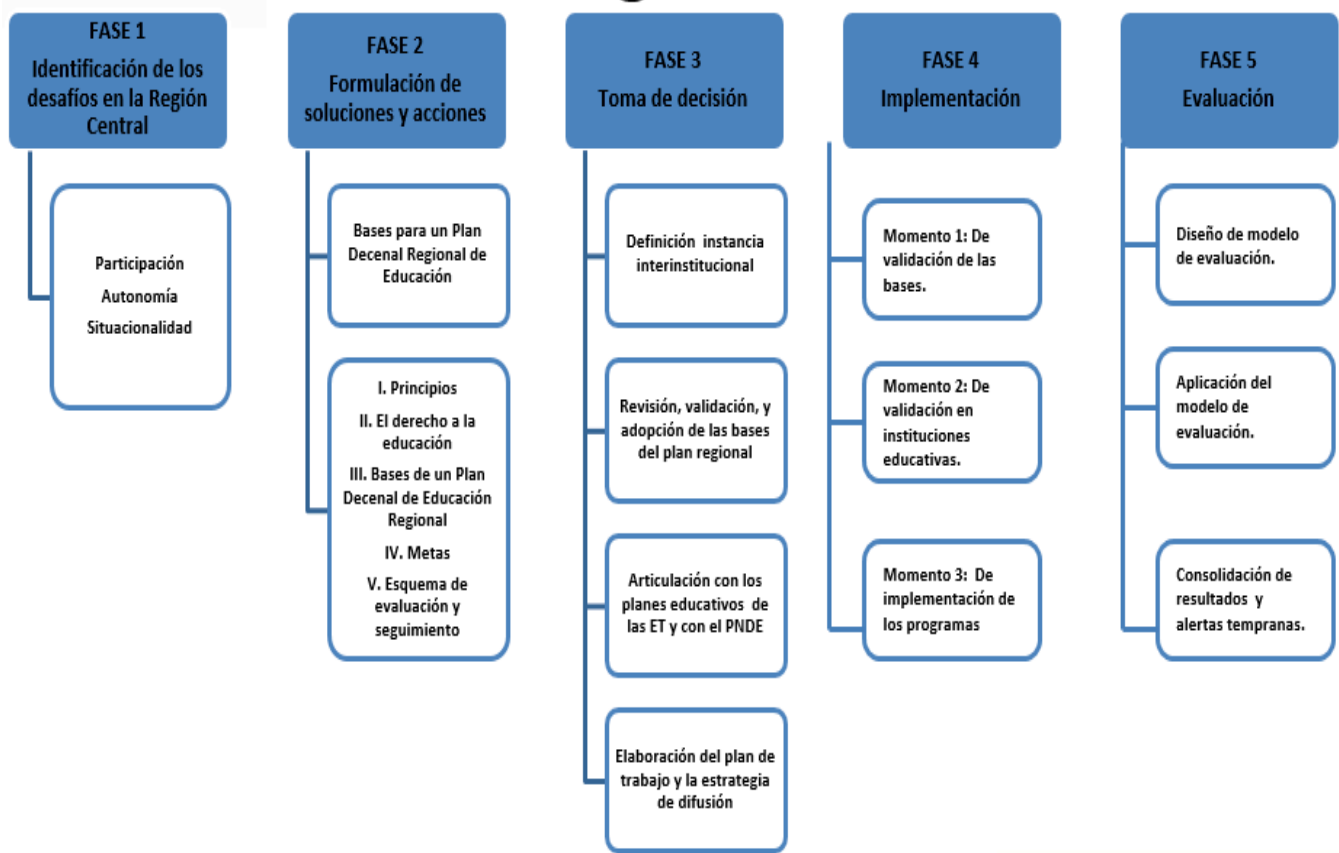 FASE 1
Identificación de los
desafíos en la Región
Central
Participación
Autonomía
Situacionalidad
FASE 2
Formulación de
soluciones y acciones
Bases para un Plan
Decenal Regional de
Educación
I. Principios
II. El derecho a la
educación
III. Bases de un Plan
Decenal de Educación
Regional
IV. Metas
V. Esquema de
evaluación y
seguimiento
FASE 3
Toma de decisión
Definición instancia
interinstitucional
Revisión, validación, y
adopción de las bases
del plan regional
Articulación con los
planes educativos de
las ET y con el PNDE
Elaboración del plan de
trabajo y la estrategia
de difusión
FASE 4
Implementación
Momento 1: De
validación de las
bases.
Momento 2: De
validación en
instituciones
educativas.
Momento 3: De
implementación de
los programas
FASE 5
Evaluación
Diseño de modelo
de evaluación.
Aplicación del
modelo de
evaluación.
Consolidación de
resultados y
alertas tempranas.